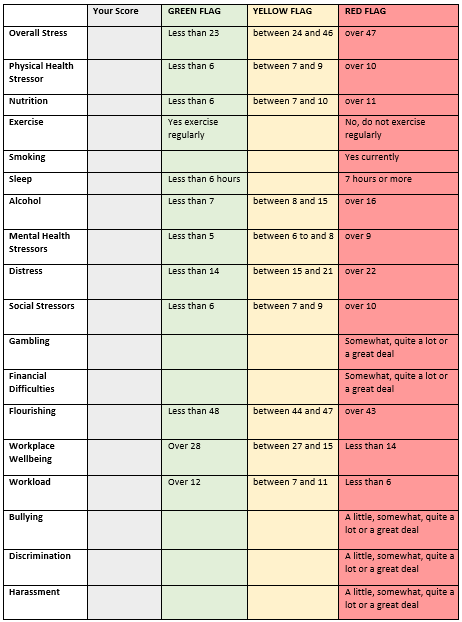 Your Score GREEN FLAG YELLOW FLAG RED FLAG
Overall Stress Less than 23 between 24 and 46 over 47
Physical Health Less than 6 between 7 and 9 over 10
Stressor
Nutrition Less than 6 between 7 and 10 over 11
Exercise Yes exercise No, do not exercise
regularly regularly
Smoking Yes currently
Sleep Less than 6 hours 7 hours or more
Alcohol Less than 7 between 8 and 15 over 16
Mental Health Less than 5 between 6 to and 8 over 9
Stressors
Distress Less than 14 between 15 and 21 over 22
Social Stressors Less than 6 between 7 and 9 over 10
Gambling Somewhat, quite a lot or
a great deal
Financial Somewhat, quite a lot or
Difficulties a great deal
Flourishing Less than 48 between 44 and 47 over 43
Workplace Over 28 between 27 and 15 Less than 14
Wellbeing
Workload Over 12 between 7 and 11 Less than 6
Bullying A little, somewhat, quite a
lot or a great deal
Discrimination A little, somewhat, quite a
lot or a great deal
Harassment A little, somewhat, quite a
lot or a great deal